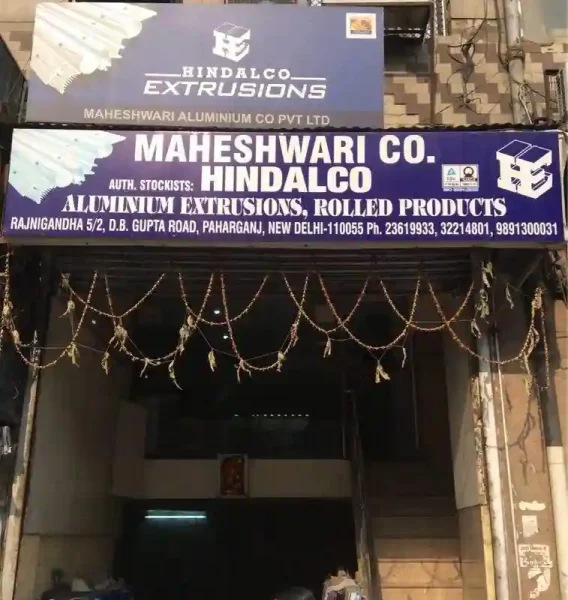 HINDALCO
EXTRUSIONS
MAHESHWARI ALUMINIUM CO PVT LTD
MAHESHWARI CO.
AUTH. STOCKISTS: HINDALCO
ALUMINIUM EXTRUSIONS, ROLLED PRODUCTS
RAJNIGANDHA 5/2, D.B. GUPTA ROAD, PAHARGANJ, NEW DELHI-110055 Ph. 23619933, 32214801, 9891300031